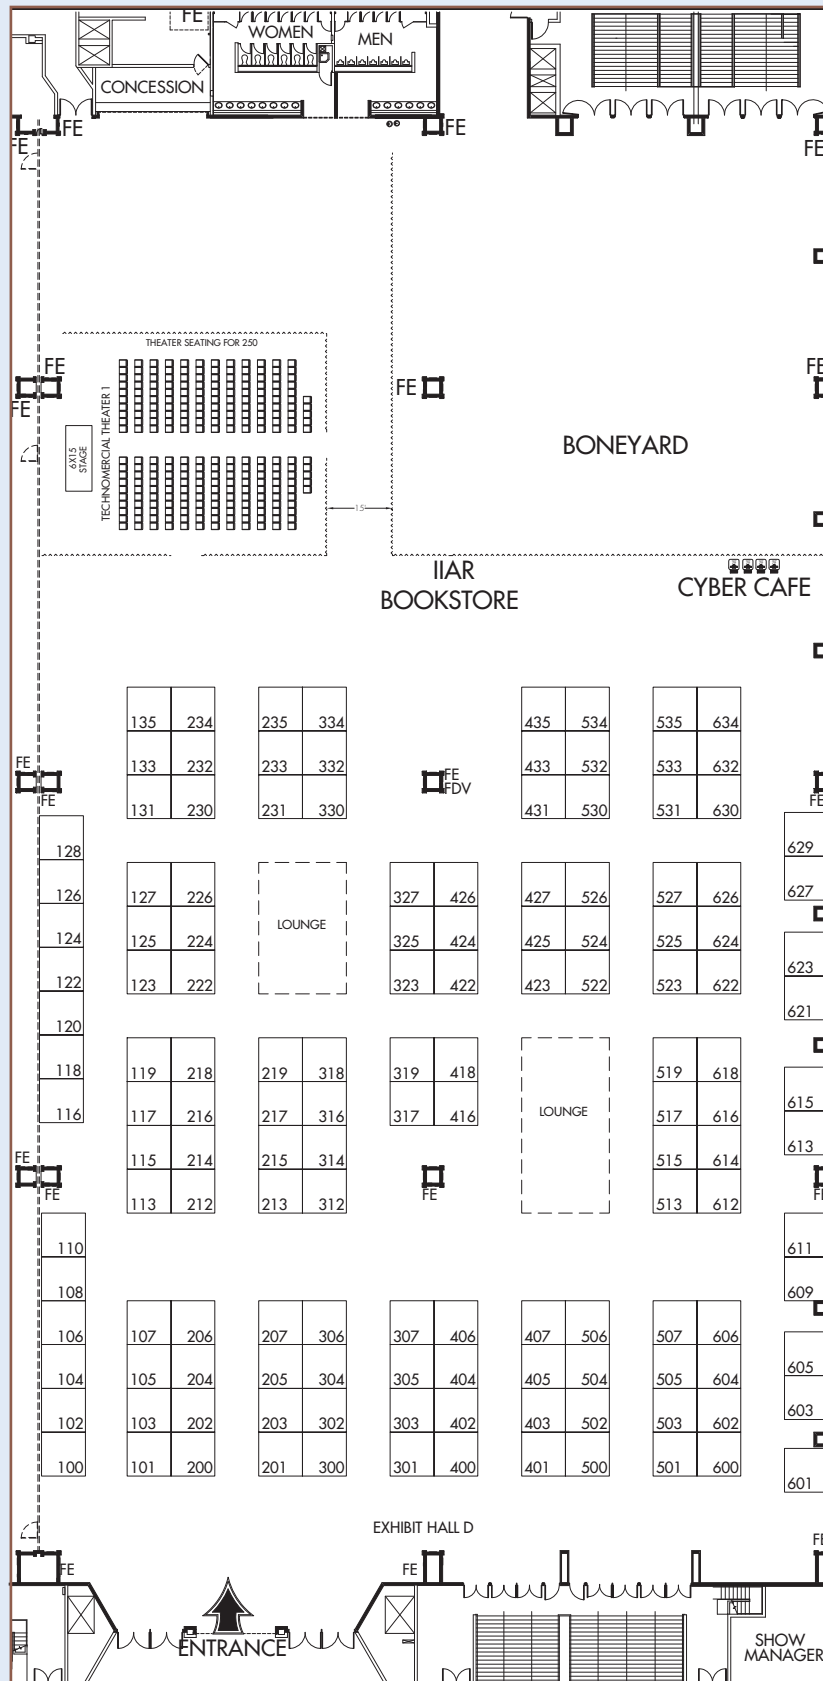 FE
WOMEN
MEN
CONCESSION
FE
FE
FE
FE
FE
THEATER SEATING FOR 250
FE
FE
FE
FE
TECHNOMERCIAL THEATER 1
6X15
STAGE
BONEYARD
15'
IIAR
BOOKSTORE
CYBER CAFE
135 234 235 334 435 534 535 634
133 232 233 332 433 532 533 632
FE
FE
FE
FDV
FE
131 230 231 330 431 530 531 630
128 629
126 127 226 327 426 427 526 527 626 627
LOUNGE
124 125 224 325 424 425 524 525 624
623
122 123 222 323 422 423 522 523 622
621
120
118 119 218 219 318 319 418 519 618
116 117 216 217 316 317 416 517 616 615
LOUNGE
613
FE
115 214 215 314 515 614
FE
FE
113 212 213 312 513 612
110 611
108 609
106 107 206 207 306 307 406 407 506 507 606
605
104 105 204 205 304 305 404 405 504 505 604
603
102 103 202 203 302 303 402 403 502 503 602
100 101 200 201 300 301 400 401 500 501 600
601
EXHIBIT HALL D
FE
FE
FE
ENTRANCE
SHOW
MANAGER